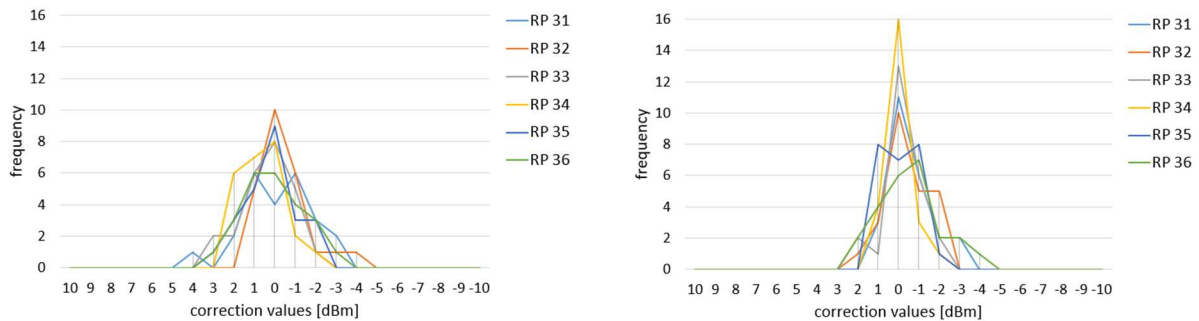 16
14
12
10
8
6
4
2
0
frequency
10 9 8 7 6 5 4 3 2 1 0 -1 -2 -3 -4 -5 -6 -7 -8 -9 -10
correction values [dBm]
RP 31
RP 32
RP 33
RP 34
RP 35
RP 36
16
14
12
10
8
6
4
2
0
frequency
10 9 8 7 6 5 4 3 2 1 0 -1 -2 -3 -4 -5 -6 -7 -8 -9 -10
correction values [dBm]
RP 31
RP 32
RP 33
RP 34
RP 35
RP 36